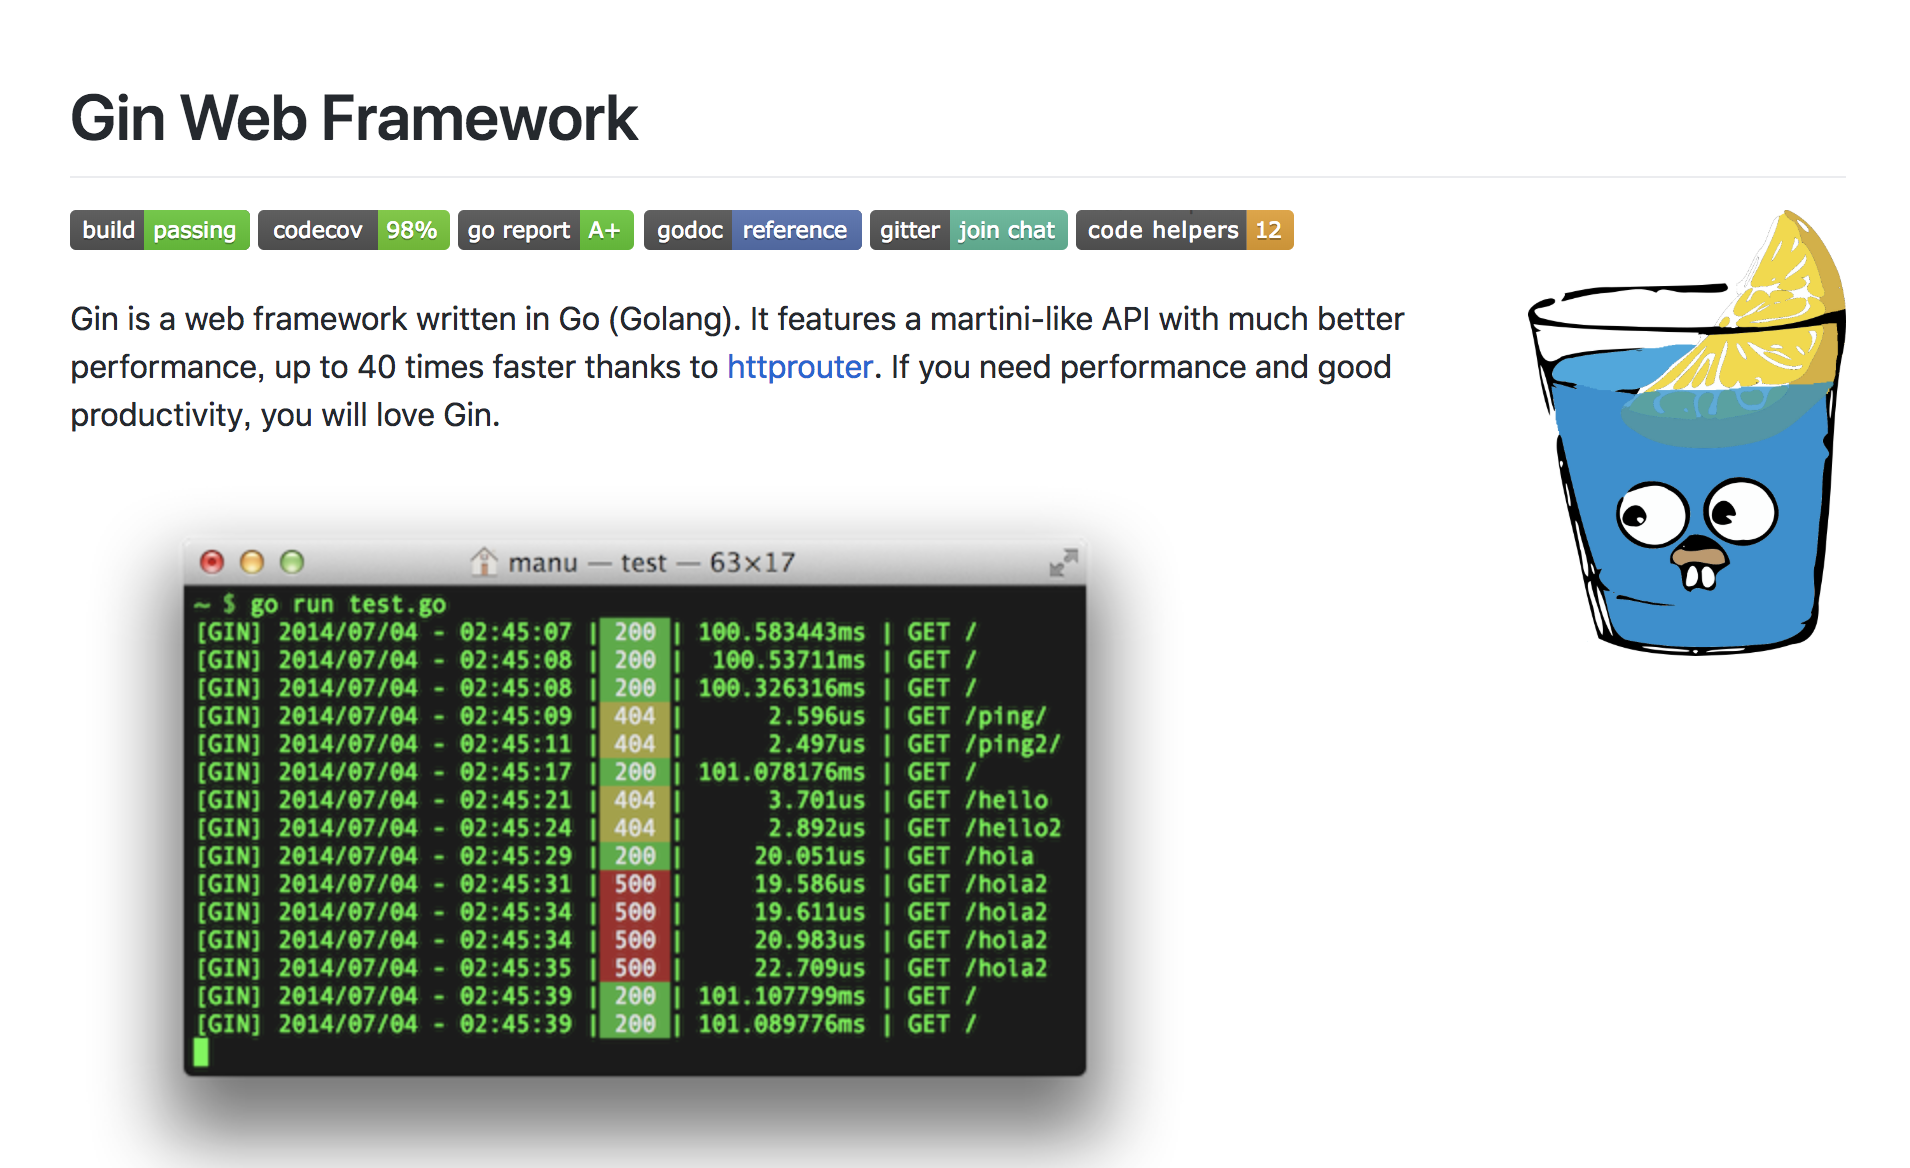 Gin Web Framework
build passing codecov 98% go report A+ godoc reference gitter join chat code helpers 12
Gin is a web framework written in Go (Golang). It features a martini-like API with much better
performance, up to 40 times faster thanks to httprouter. If you need performance and good
productivity, you will love Gin.
manu — test — 63×17
~ $ go run test.go
[GIN] 2014/07/04 - 02:45:07 | 200 | 100.583443ms | GET /
[GIN] 2014/07/04 - 02:45:08 | 200 | 100.53711ms | GET /
[GIN] 2014/07/04 - 02:45:08 | 200 | 100.326316ms | GET /
[GIN] 2014/07/04 - 02:45:09 | 404 | 2.596us | GET /ping/
[GIN] 2014/07/04 - 02:45:11 | 404 | 2.497us | GET /ping2/
[GIN] 2014/07/04 - 02:45:17 | 200 | 101.078176ms | GET /
[GIN] 2014/07/04 - 02:45:21 | 404 | 3.701us | GET /hello
[GIN] 2014/07/04 - 02:45:24 | 404 | 2.892us | GET /hello2
[GIN] 2014/07/04 - 02:45:29 | 200 | 20.051us | GET /hola
[GIN] 2014/07/04 - 02:45:31 | 500 | 19.586us | GET /hola2
[GIN] 2014/07/04 - 02:45:34 | 500 | 19.611us | GET /hola2
[GIN] 2014/07/04 - 02:45:34 | 500 | 20.983us | GET /hola2
[GIN] 2014/07/04 - 02:45:35 | 500 | 22.709us | GET /hola2
[GIN] 2014/07/04 - 02:45:39 | 200 | 101.107799ms | GET /
[GIN] 2014/07/04 - 02:45:39 | 200 | 101.089776ms | GET /